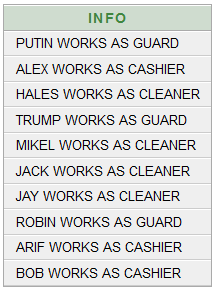 INFO
PUTIN WORKS AS GUARD
ALEX WORKS AS CASHIER
HALES WORKS AS CLEANER
TRUMP WORKS AS GUARD
MIKEL WORKS AS CLEANER
JACK WORKS AS CLEANER
JAY WORKS AS CLEANER
ROBIN WORKS AS GUARD
ARIF WORKS AS CASHIER
BOB WORKS AS CASHIER